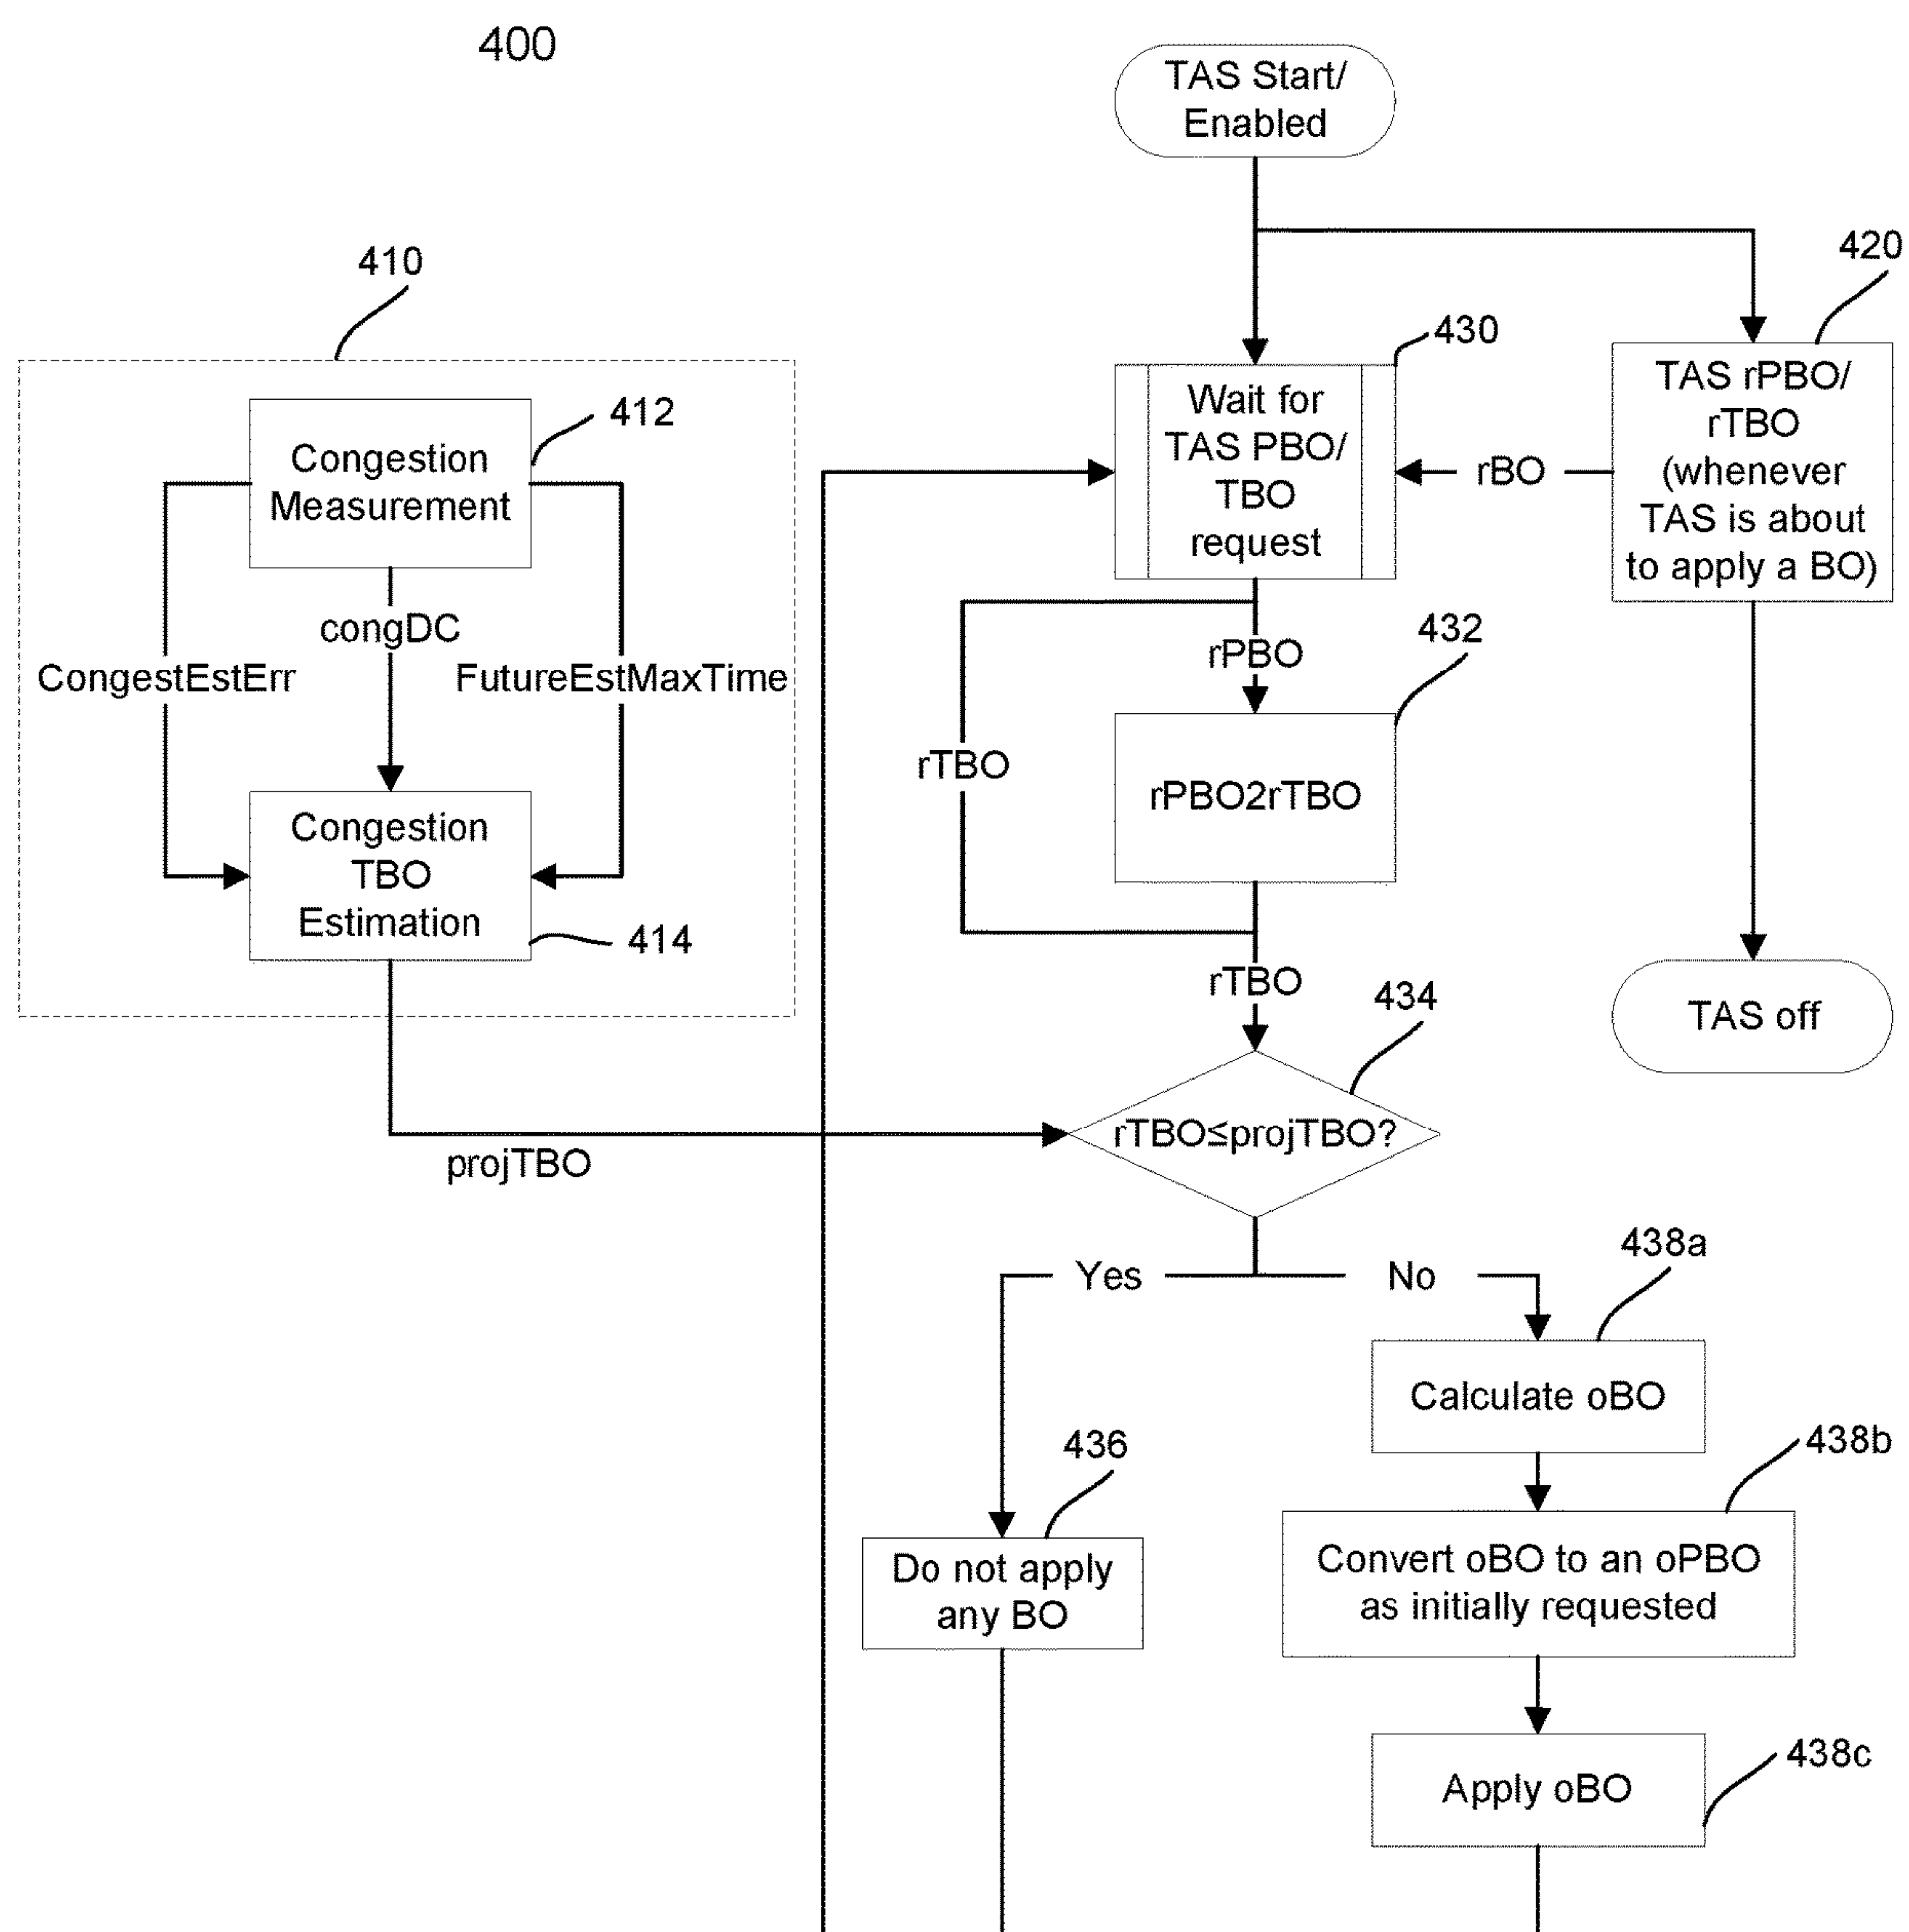 400
TAS Start/
Enabled
410
420
430
TAS rPBO/
rTBO
(whenever
TAS is about
to apply a BO)
Wait for
TAS PBO/
TBO
request
rBO
412
Congestion
Measurement
congDC
CongestEstErr
FutureEstMaxTime
rPBO
432
rTBO
rPBO2rTBO
Congestion
TBO
Estimation
414
rTBO
434
TAS off
rTBO≤projTBO?
projTBO
Yes
No
438a
Calculate oBO
436
438b
Do not apply
any BO
Convert oBO to an oPBO
as initially requested
438c
Apply oBO